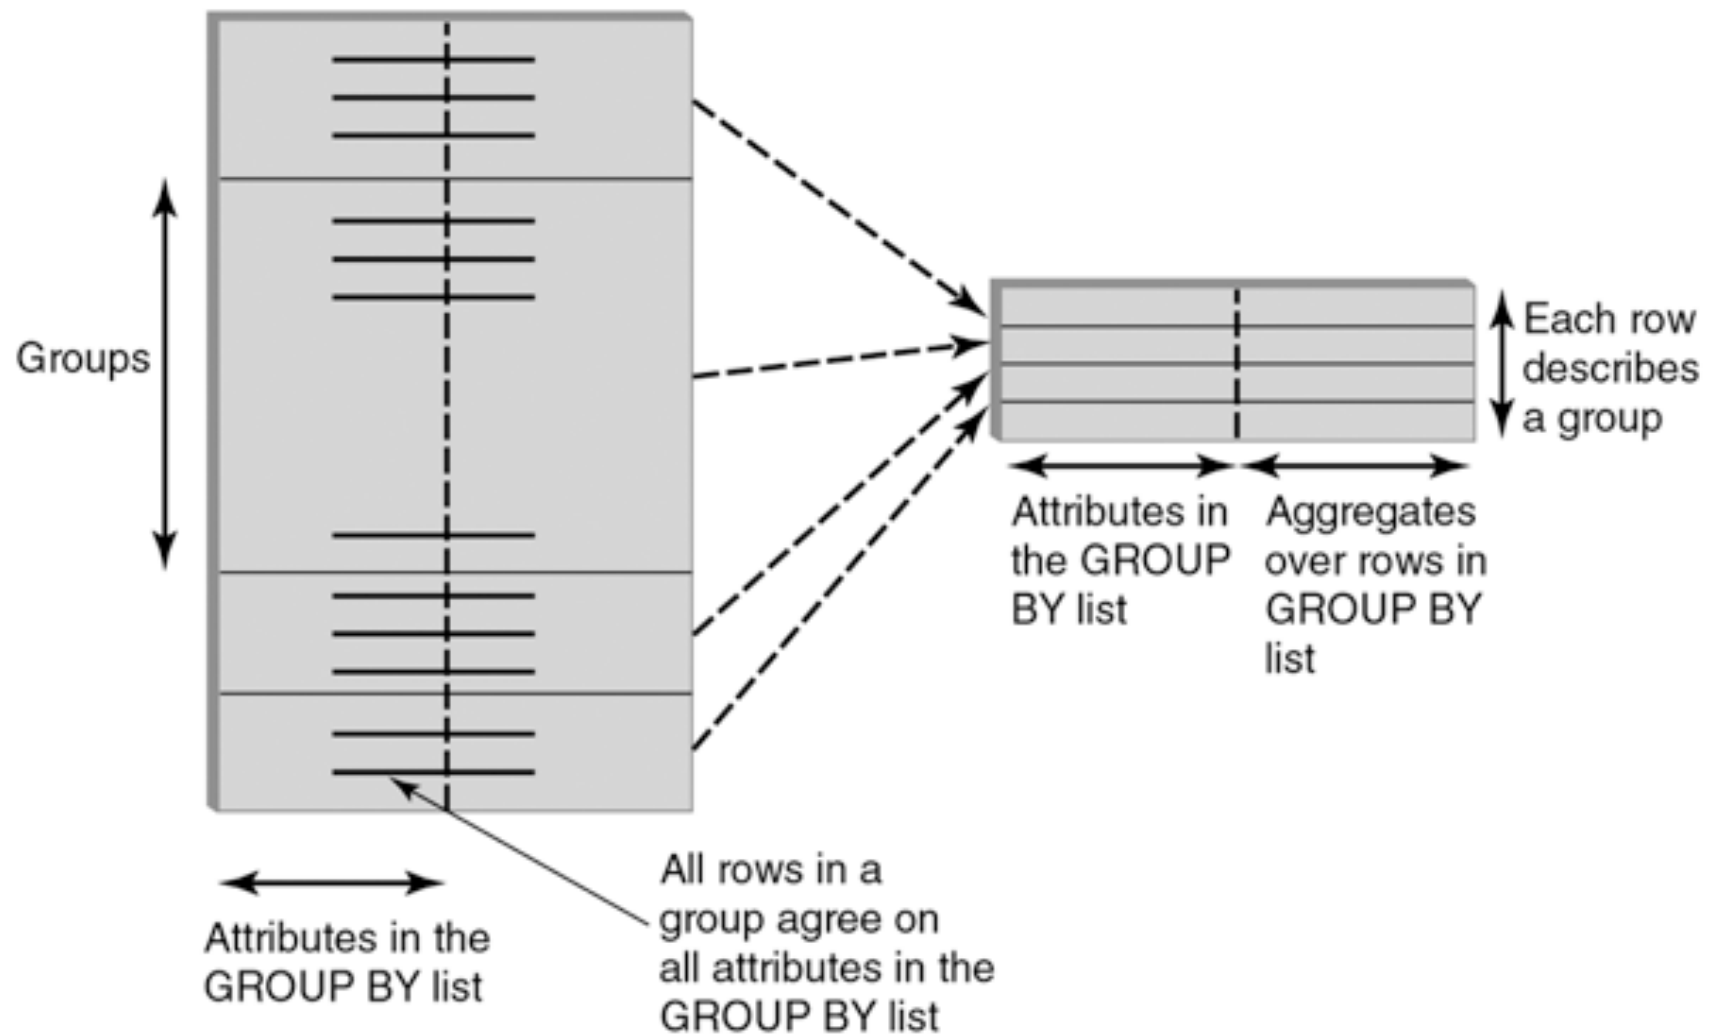 Groups
Each row
describes
a group
Attributes in
the GROUP
BY list
Aggregates
over rows in
GROUP BY
list
Attributes in the
GROUP BY list
All rows in a
group agree on
all attributes in the
GROUP BY list